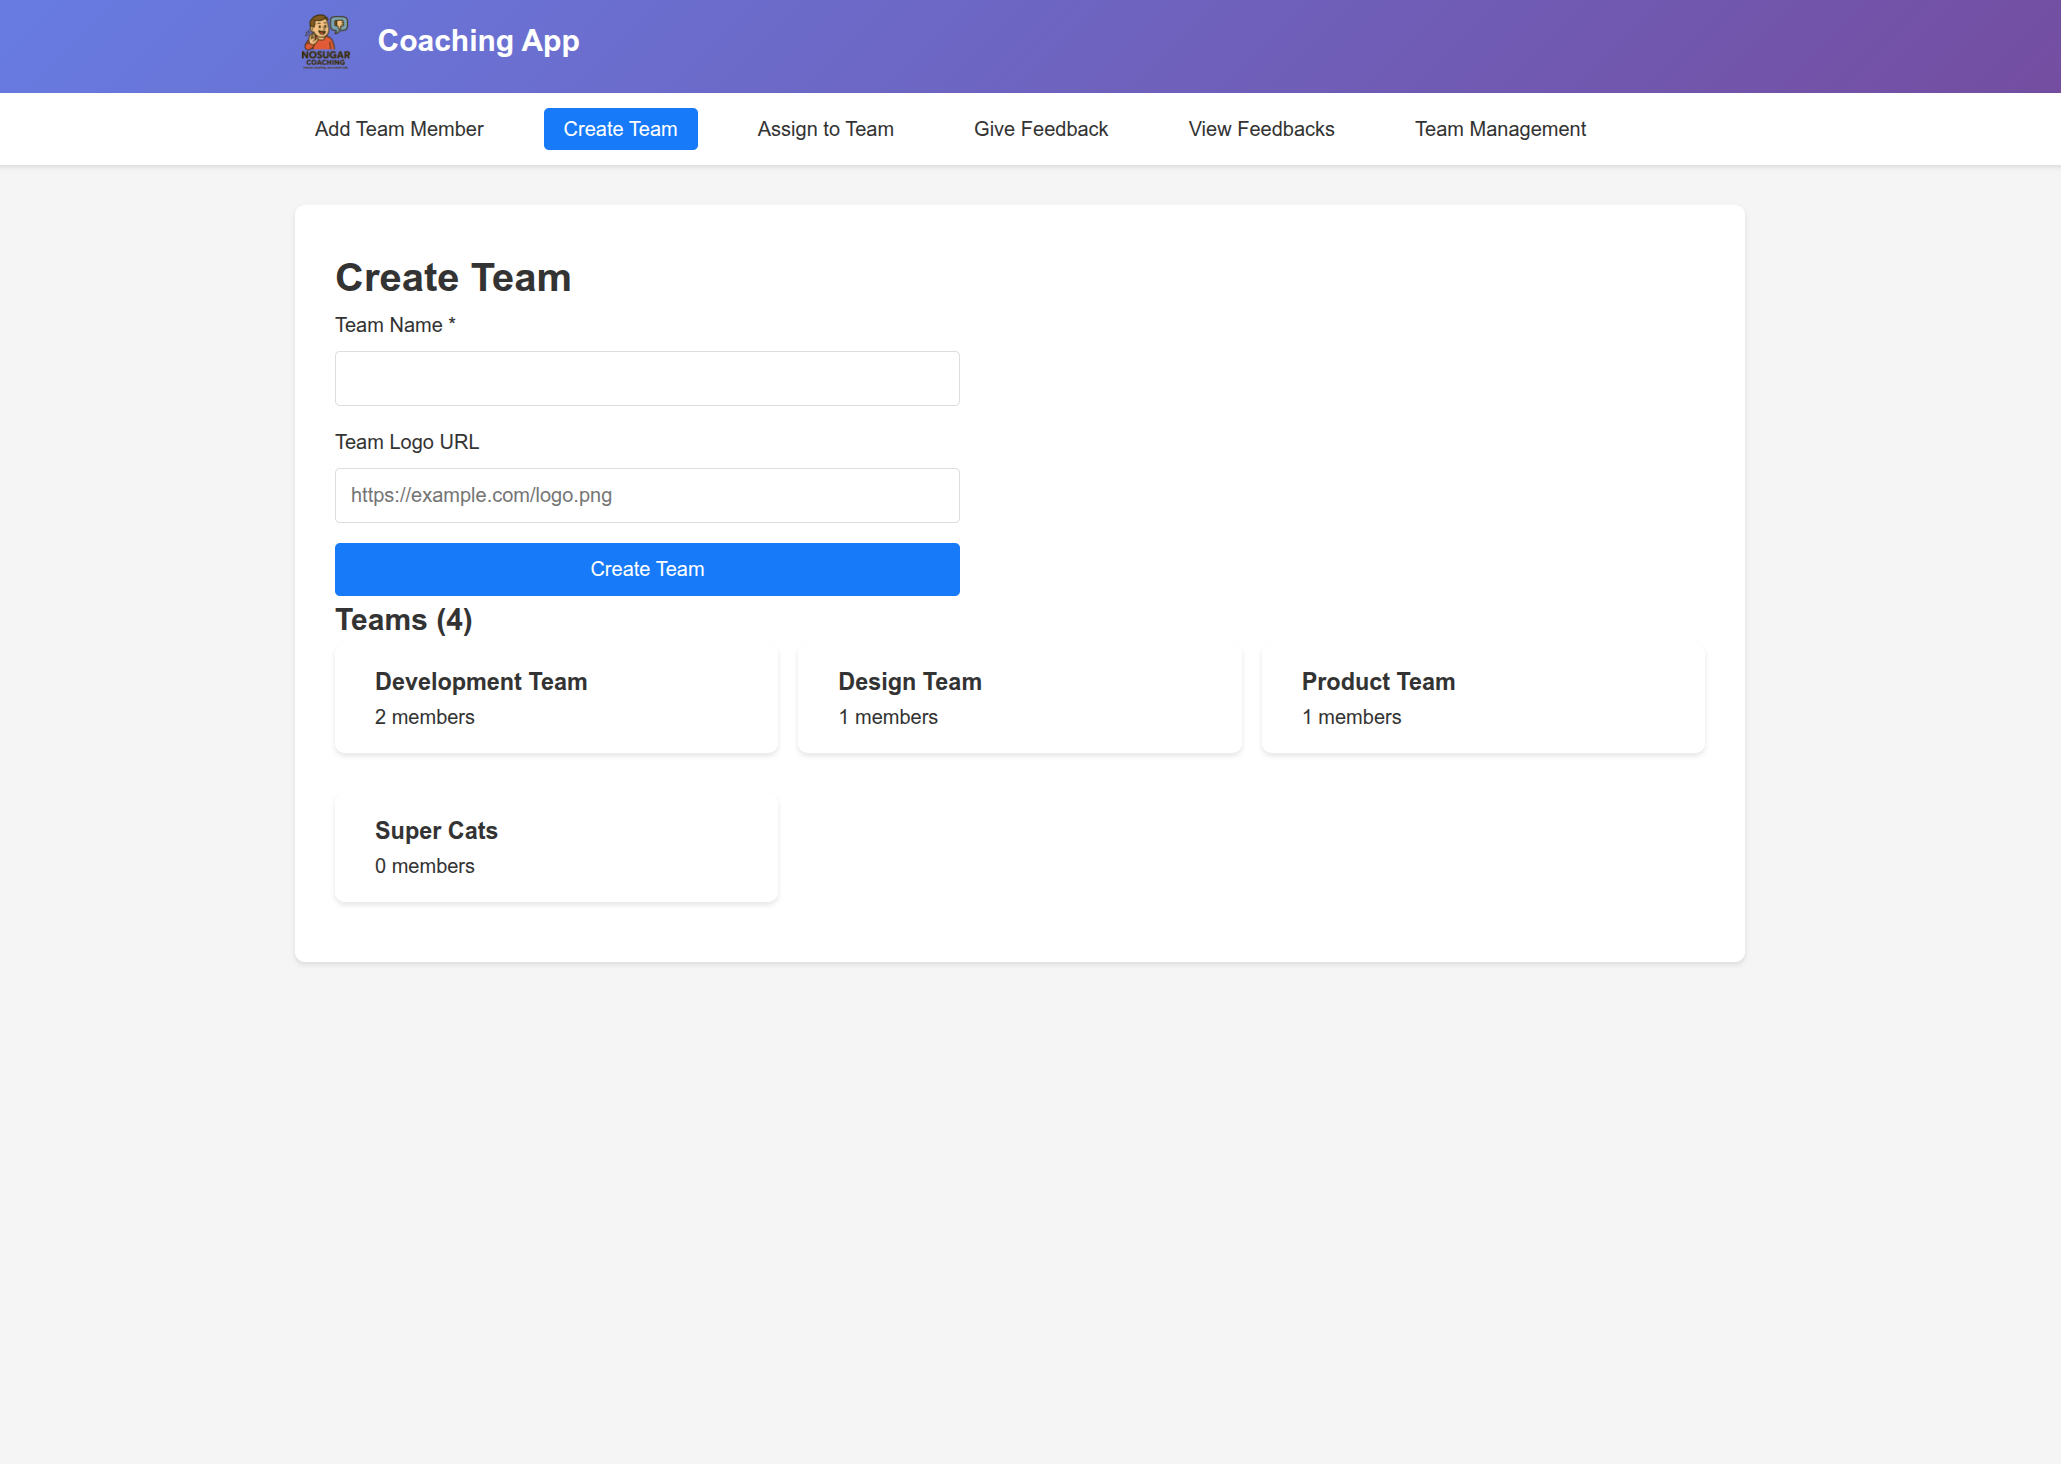 NOSUGAR
COACHING
Coaching App
Add Team Member
Create Team
Assign to Team
Give Feedback
View Feedbacks
Team Management
Create Team
Team Name *
Team Logo URL
https://example.com/logo.png
Create Team
Teams (4)
Development Team
2 members
Design Team
1 members
Product Team
1 members
Super Cats
0 members